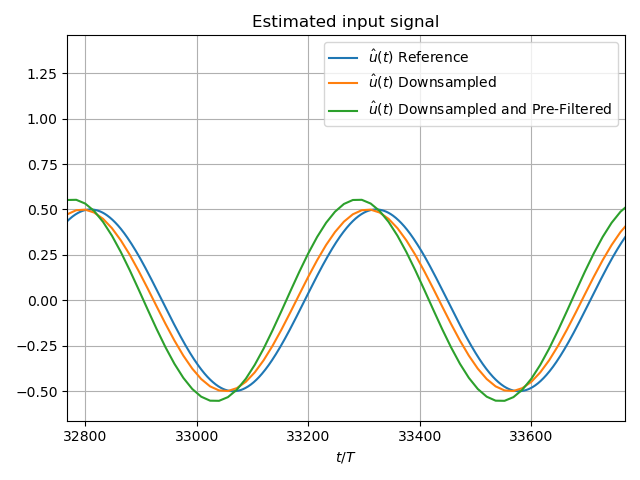 Estimated input signal
û(t) Reference
û(t) Downsampled
û(t) Downsampled and Pre-Filtered
1.25
1.00
0.75
0.50
0.25
0.00
−0.25
−0.50
32800 33000 33200 33400 33600
t/T